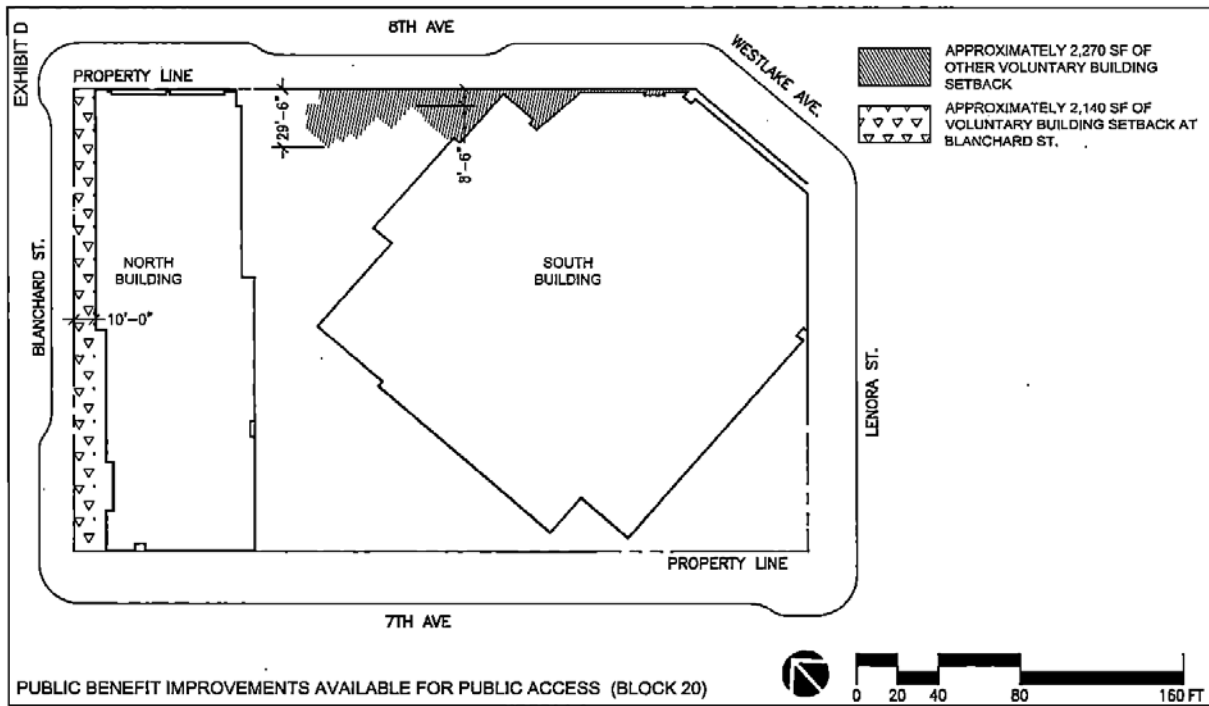 EXHIBIT D
8TH AVE
WESTLAKE AVE.
PROPERTY LINE
APPROXIMATELY 2,270 SF OF
OTHER VOLUNTARY BUILDING
SETBACK
APPROXIMATELY 2,140 SF OF
VOLUNTARY BUILDING SETBACK AT
BLANCHARD ST.
29'-6"
8'-6"
NORTH
BUILDING
SOUTH
BUILDING
BLANCHARD ST.
10'-0"
LENORA ST.
PROPERTY LINE
7TH AVE
PUBLIC BENEFIT IMPROVEMENTS AVAILABLE FOR PUBLIC ACCESS (BLOCK 20)
0 20 40 80 160 FT